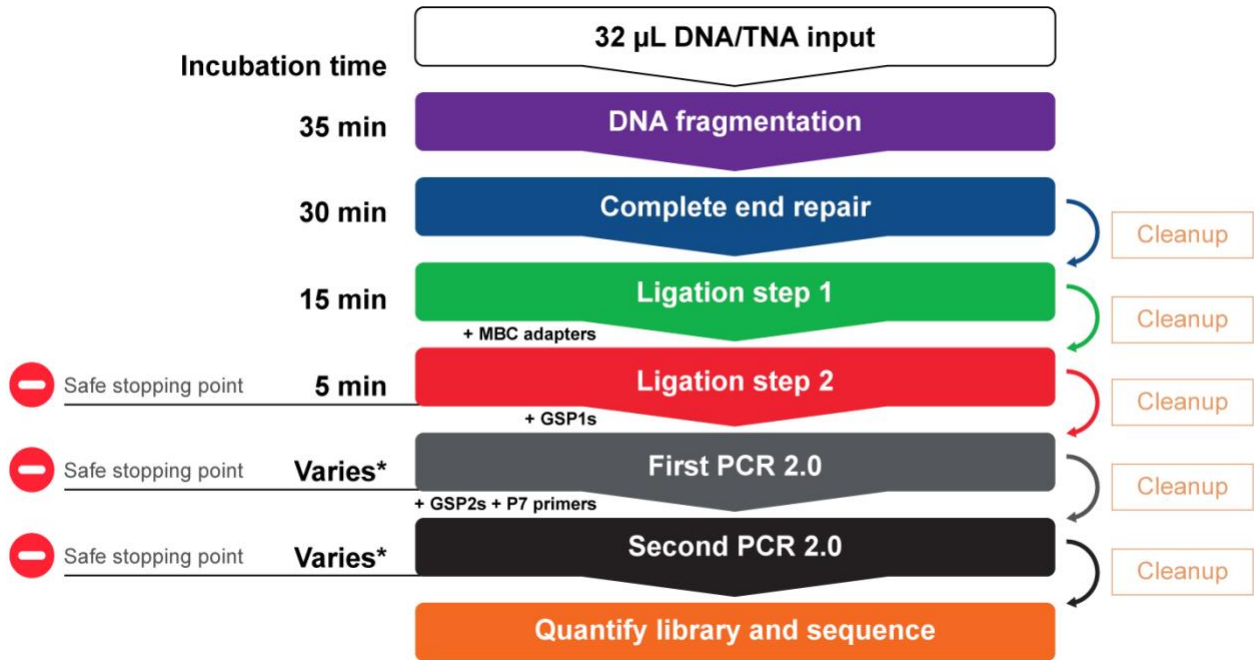 32 µL DNA/TNA input
Incubation time
35 min
DNA fragmentation
30 min
Complete end repair
Cleanup
15 min
Ligation step 1
Cleanup
+ MBC adapters
Safe stopping point
5 min
Ligation step 2
Cleanup
+ GSP1s
Safe stopping point
Varies*
First PCR 2.0
Cleanup
+ GSP2s + P7 primers
Safe stopping point
Varies*
Second PCR 2.0
Cleanup
Quantify library and sequence